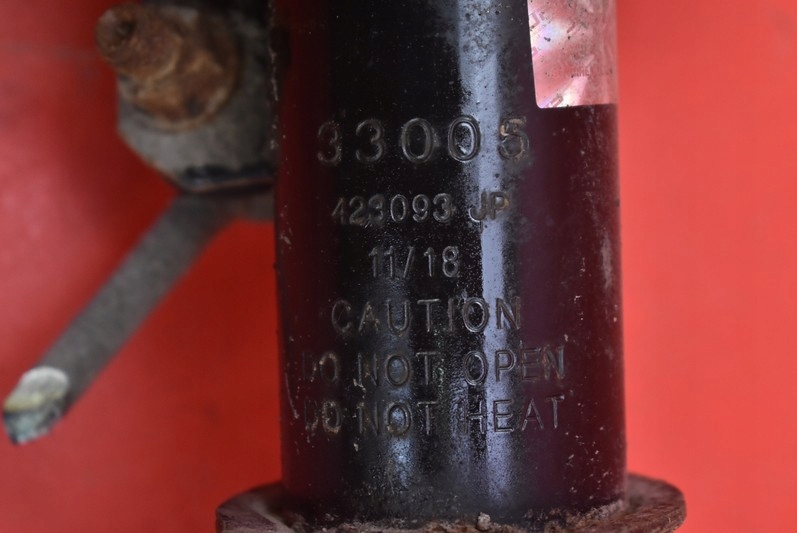 33005
423093 JP
11/18
CAUTION
DO NOT OPEN
DO NOT HEAT